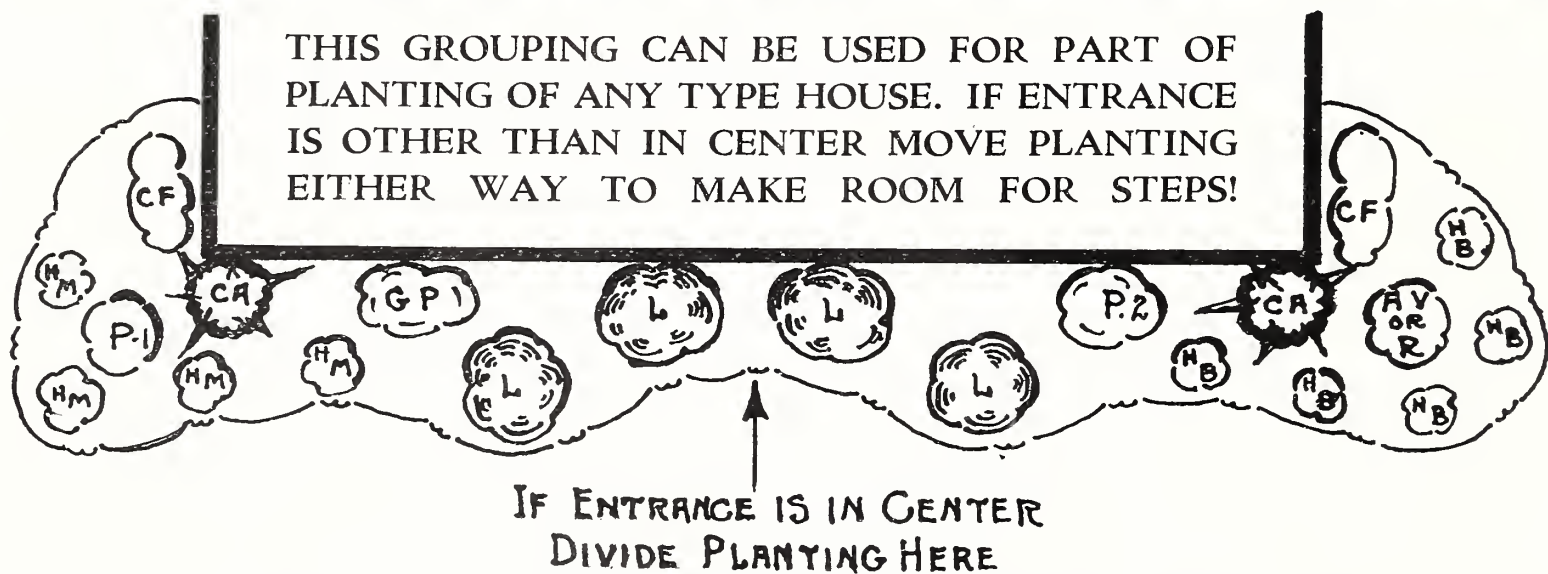 THIS GROUPING CAN BE USED FOR PART OF
PLANTING OF ANY TYPE HOUSE. IF ENTRANCE
IS OTHER THAN IN CENTER MOVE PLANTING
EITHER WAY TO MAKE ROOM FOR STEPS!
CF
CF
HB
HM
CA
GP1
L
L
P.2
CA
AV
OR
R
HB
P-1
HM
HM
HM
L
L
HB
HB
HB
IF ENTRANCE IS IN CENTER
DIVIDE PLANTING HERE